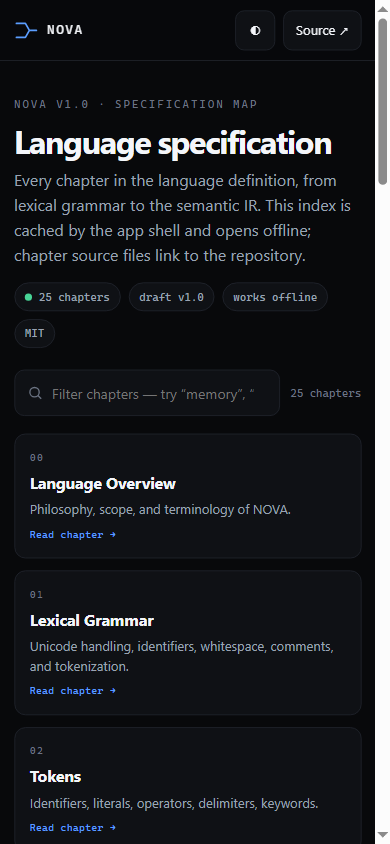 NOVA
Source ↗
NOVA V1.0 · SPECIFICATION MAP
Language specification
Every chapter in the language definition, from
lexical grammar to the semantic IR. This index is
cached by the app shell and opens offline;
chapter source files link to the repository.
25 chapters
draft v1.0
works offline
MIT
Filter chapters — try “memory”, “
25 chapters
00
Language Overview
Philosophy, scope, and terminology of NOVA.
Read chapter →
01
Lexical Grammar
Unicode handling, identifiers, whitespace, comments,
and tokenization.
Read chapter →
02
Tokens
Identifiers, literals, operators, delimiters, keywords.
Read chapter →